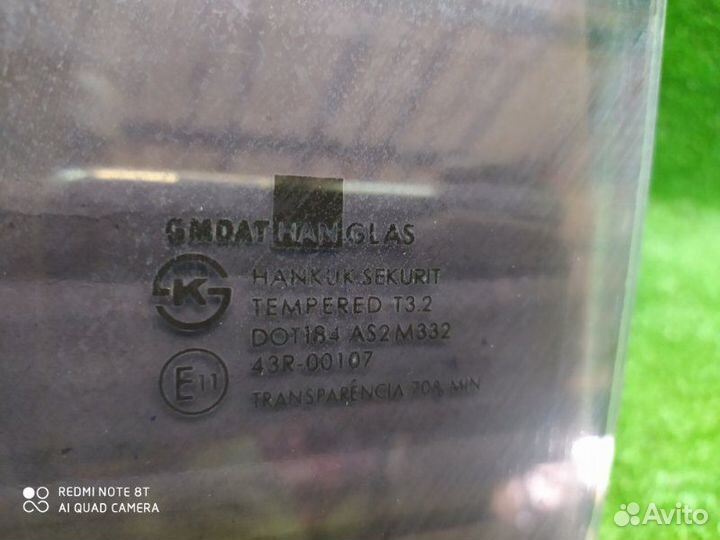 GMDAT HANGLAS
HANKUK SEKURIT
K
TEMPERED T3.2
DOT184 AS2 M332
43R-00107
E11
TRANSPARÊNCIA 70% MIN
REDMI NOTE 8T
AI QUAD CAMERA
Avito